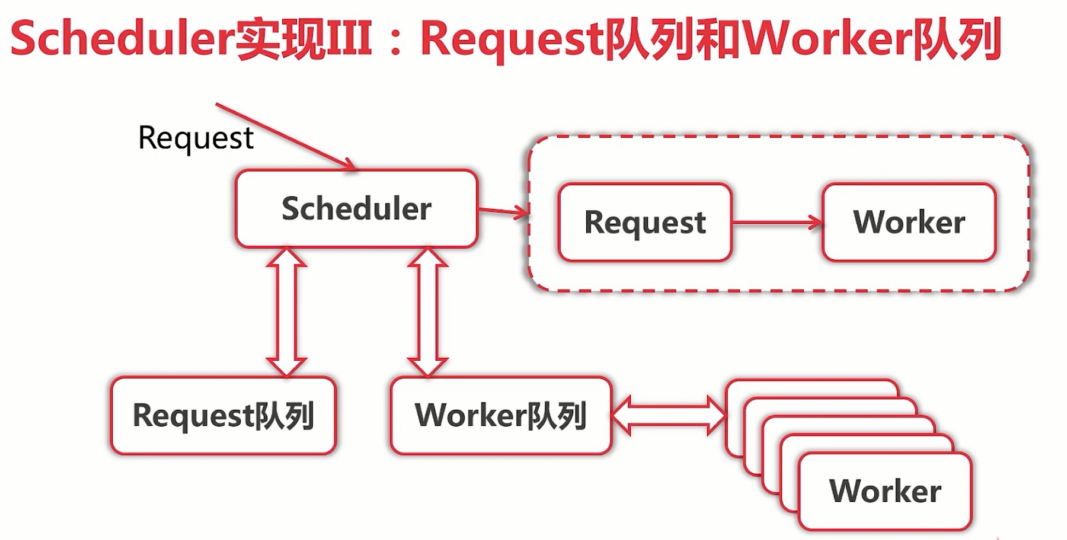 Scheduler实现III：Request队列和Worker队列
Request
Scheduler
Request
Worker
Request队列
Worker队列
Worker